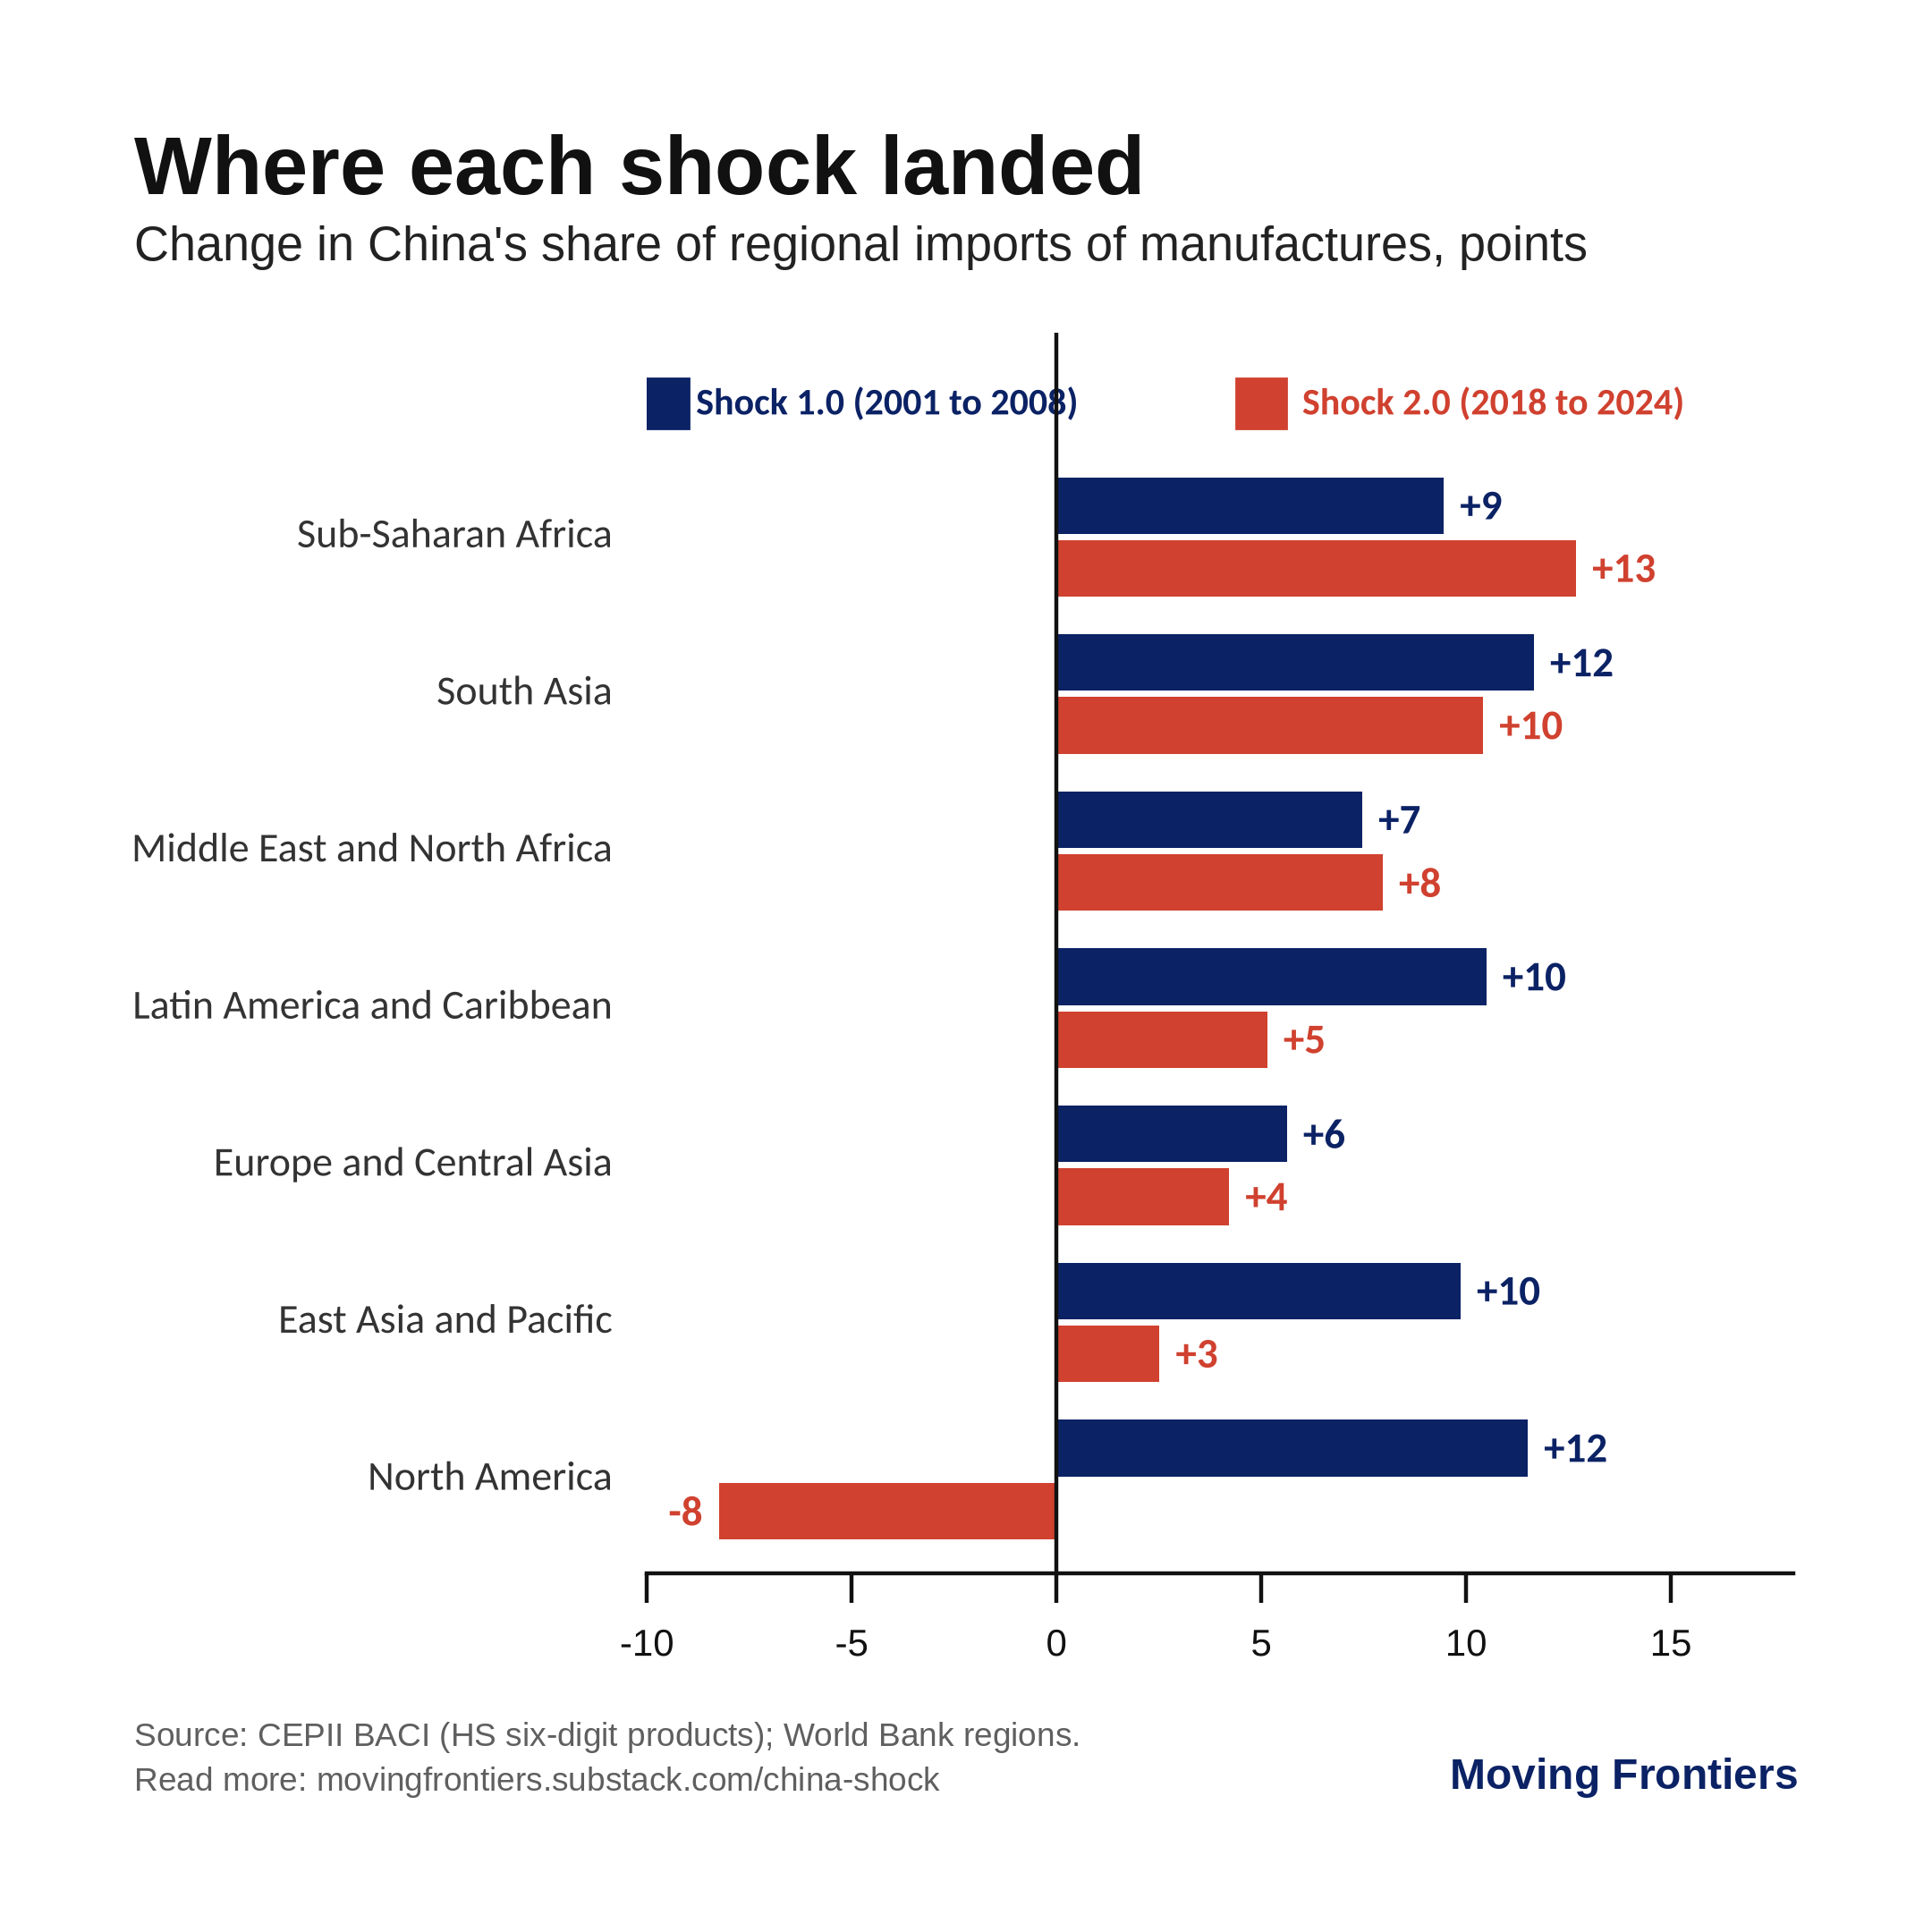 Where each shock landed
Change in China's share of regional imports of manufactures, points
Shock 1.0 (2001 to 2008)
Shock 2.0 (2018 to 2024)
Sub-Saharan Africa
+9
+13
South Asia
+12
+10
Middle East and North Africa
+7
+8
Latin America and Caribbean
+10
+5
Europe and Central Asia
+6
+4
East Asia and Pacific
+10
+3
North America
+12
-8
-10 -5 0 5 10 15
Source: CEPII BACI (HS six-digit products); World Bank regions.
Read more: movingfrontiers.substack.com/china-shock
Moving Frontiers